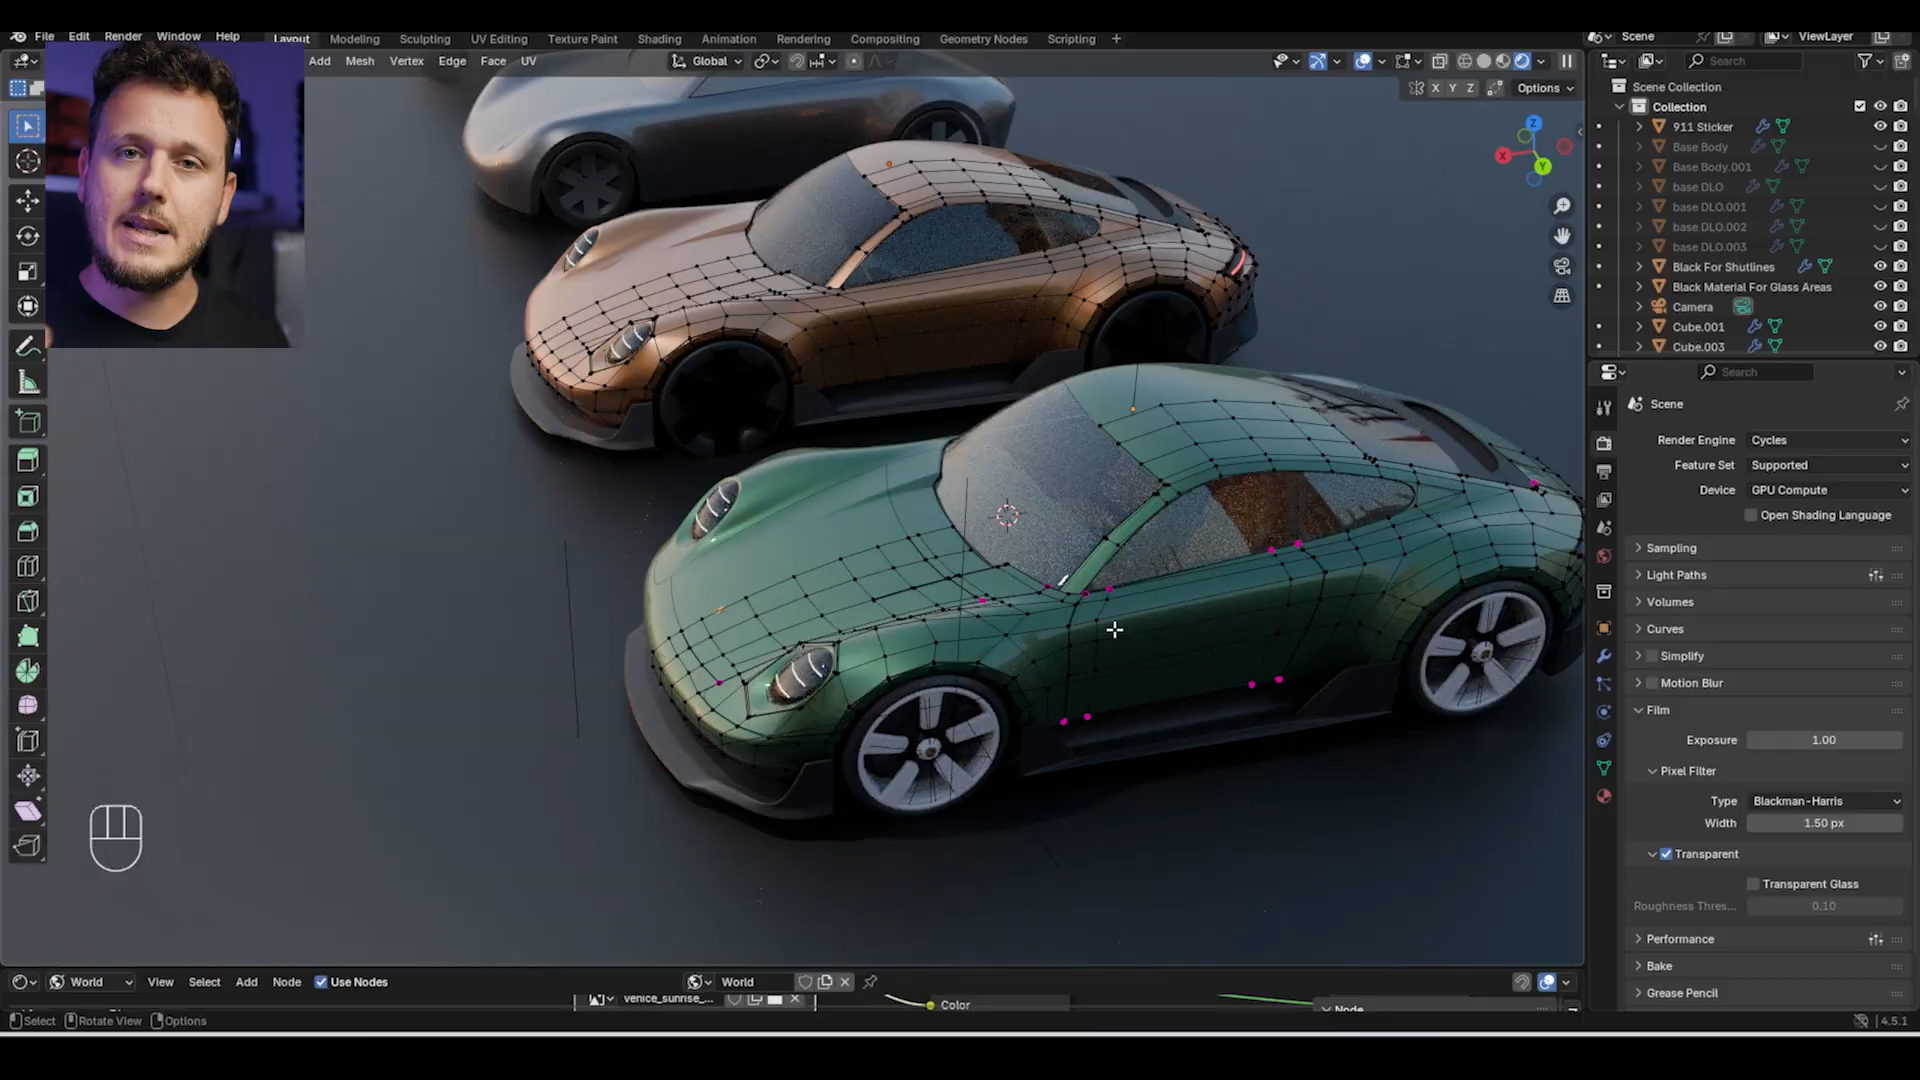 File Edit Render Window Help
Layout Modeling Sculpting UV Editing Texture Paint Shading Animation Rendering Compositing Geometry Nodes Scripting +
Scene
ViewLayer
Add Mesh Vertex Edge Face UV
Global
Search
X Y Z
Options
Z
X
Y
Scene Collection
Collection
911 Sticker
Base Body
Base Body.001
base DLO
base DLO.001
base DLO.002
base DLO.003
Black For Shutlines
Black Material For Glass Areas
Camera
Cube.001
Cube.003
Search
Scene
Render Engine Cycles
Feature Set Supported
Device GPU Compute
Open Shading Language
Sampling
Light Paths
Volumes
Curves
Simplify
Motion Blur
Film
Exposure 1.00
Pixel Filter
Type Blackman-Harris
Width 1.50 px
Transparent
Transparent Glass
Roughness Thres... 0.10
Performance
Bake
Grease Pencil
World View Select Add Node Use Nodes
World
venice_sunrise_...
Color
Node
Select Rotate View Options
4.5.1